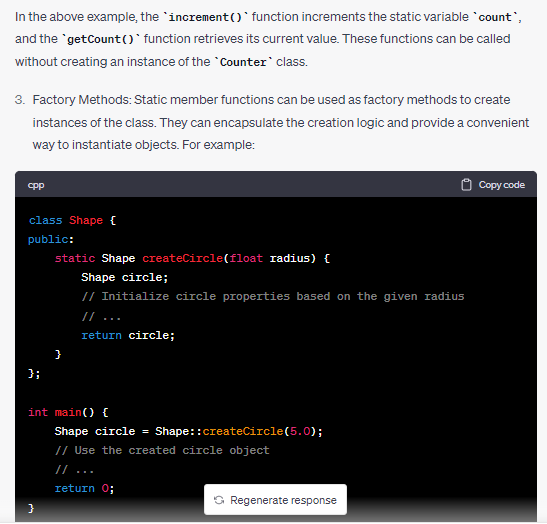 In the above example, the `increment()` function increments the static variable `count`,
and the `getCount()` function retrieves its current value. These functions can be called
without creating an instance of the `Counter` class.
3. Factory Methods: Static member functions can be used as factory methods to create
instances of the class. They can encapsulate the creation logic and provide a convenient
way to instantiate objects. For example:
cpp Copy code
class Shape {
public:
    static Shape createCircle(float radius) {
        Shape circle;
        // Initialize circle properties based on the given radius
        // ...
        return circle;
    }
};
int main() {
    Shape circle = Shape::createCircle(5.0);
    // Use the created circle object
    // ...
    return 0;
Regenerate response
}